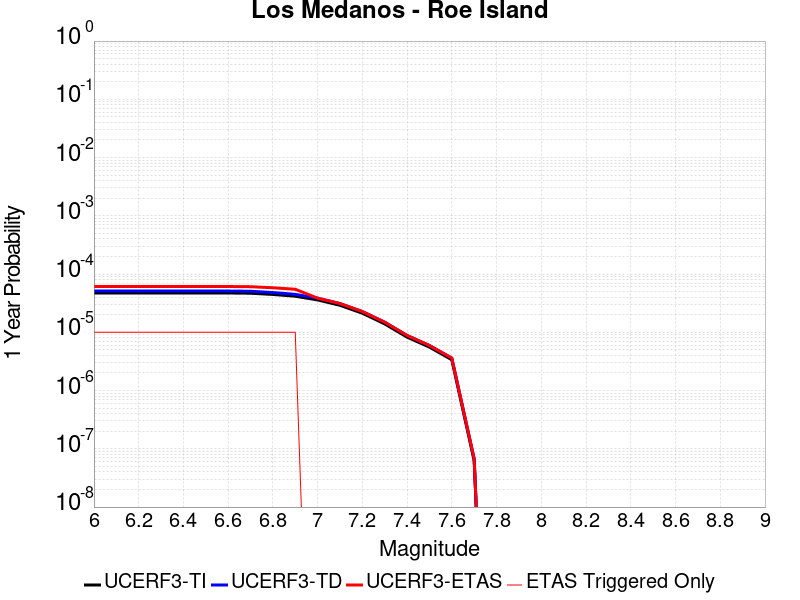 Los Medanos - Roe Island
10^0
10^-1
10^-2
10^-3
10^-4
10^-5
10^-6
10^-7
10^-8
1 Year Probability
6 6.2 6.4 6.6 6.8 7 7.2 7.4 7.6 7.8 8 8.2 8.4 8.6 8.8 9
Magnitude
UCERF3-TI UCERF3-TD UCERF3-ETAS ETAS Triggered Only